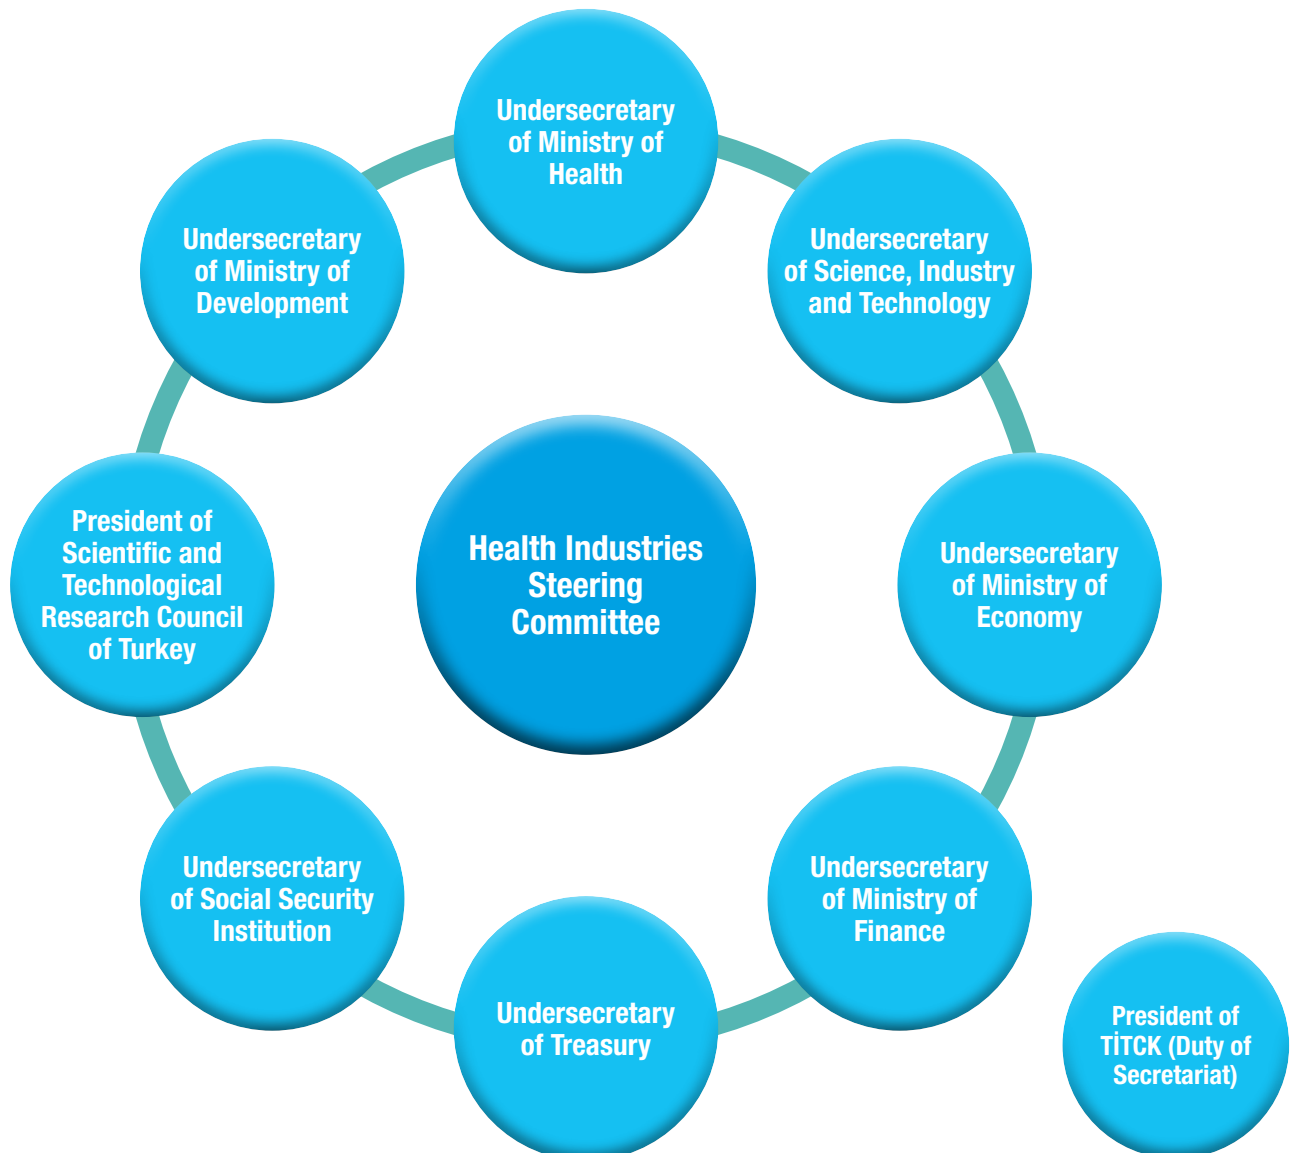 Undersecretary
of Ministry of
Health
Undersecretary
of Ministry of
Development
Undersecretary
of Science, Industry
and Technology
President of
Scientific and
Technological
Research Council
of Turkey
Health Industries
Steering
Committee
Undersecretary
of Ministry of
Economy
Undersecretary
of Social Security
Institution
Undersecretary
of Ministry of
Finance
Undersecretary
of Treasury
President of
TİTCK (Duty of
Secretariat)